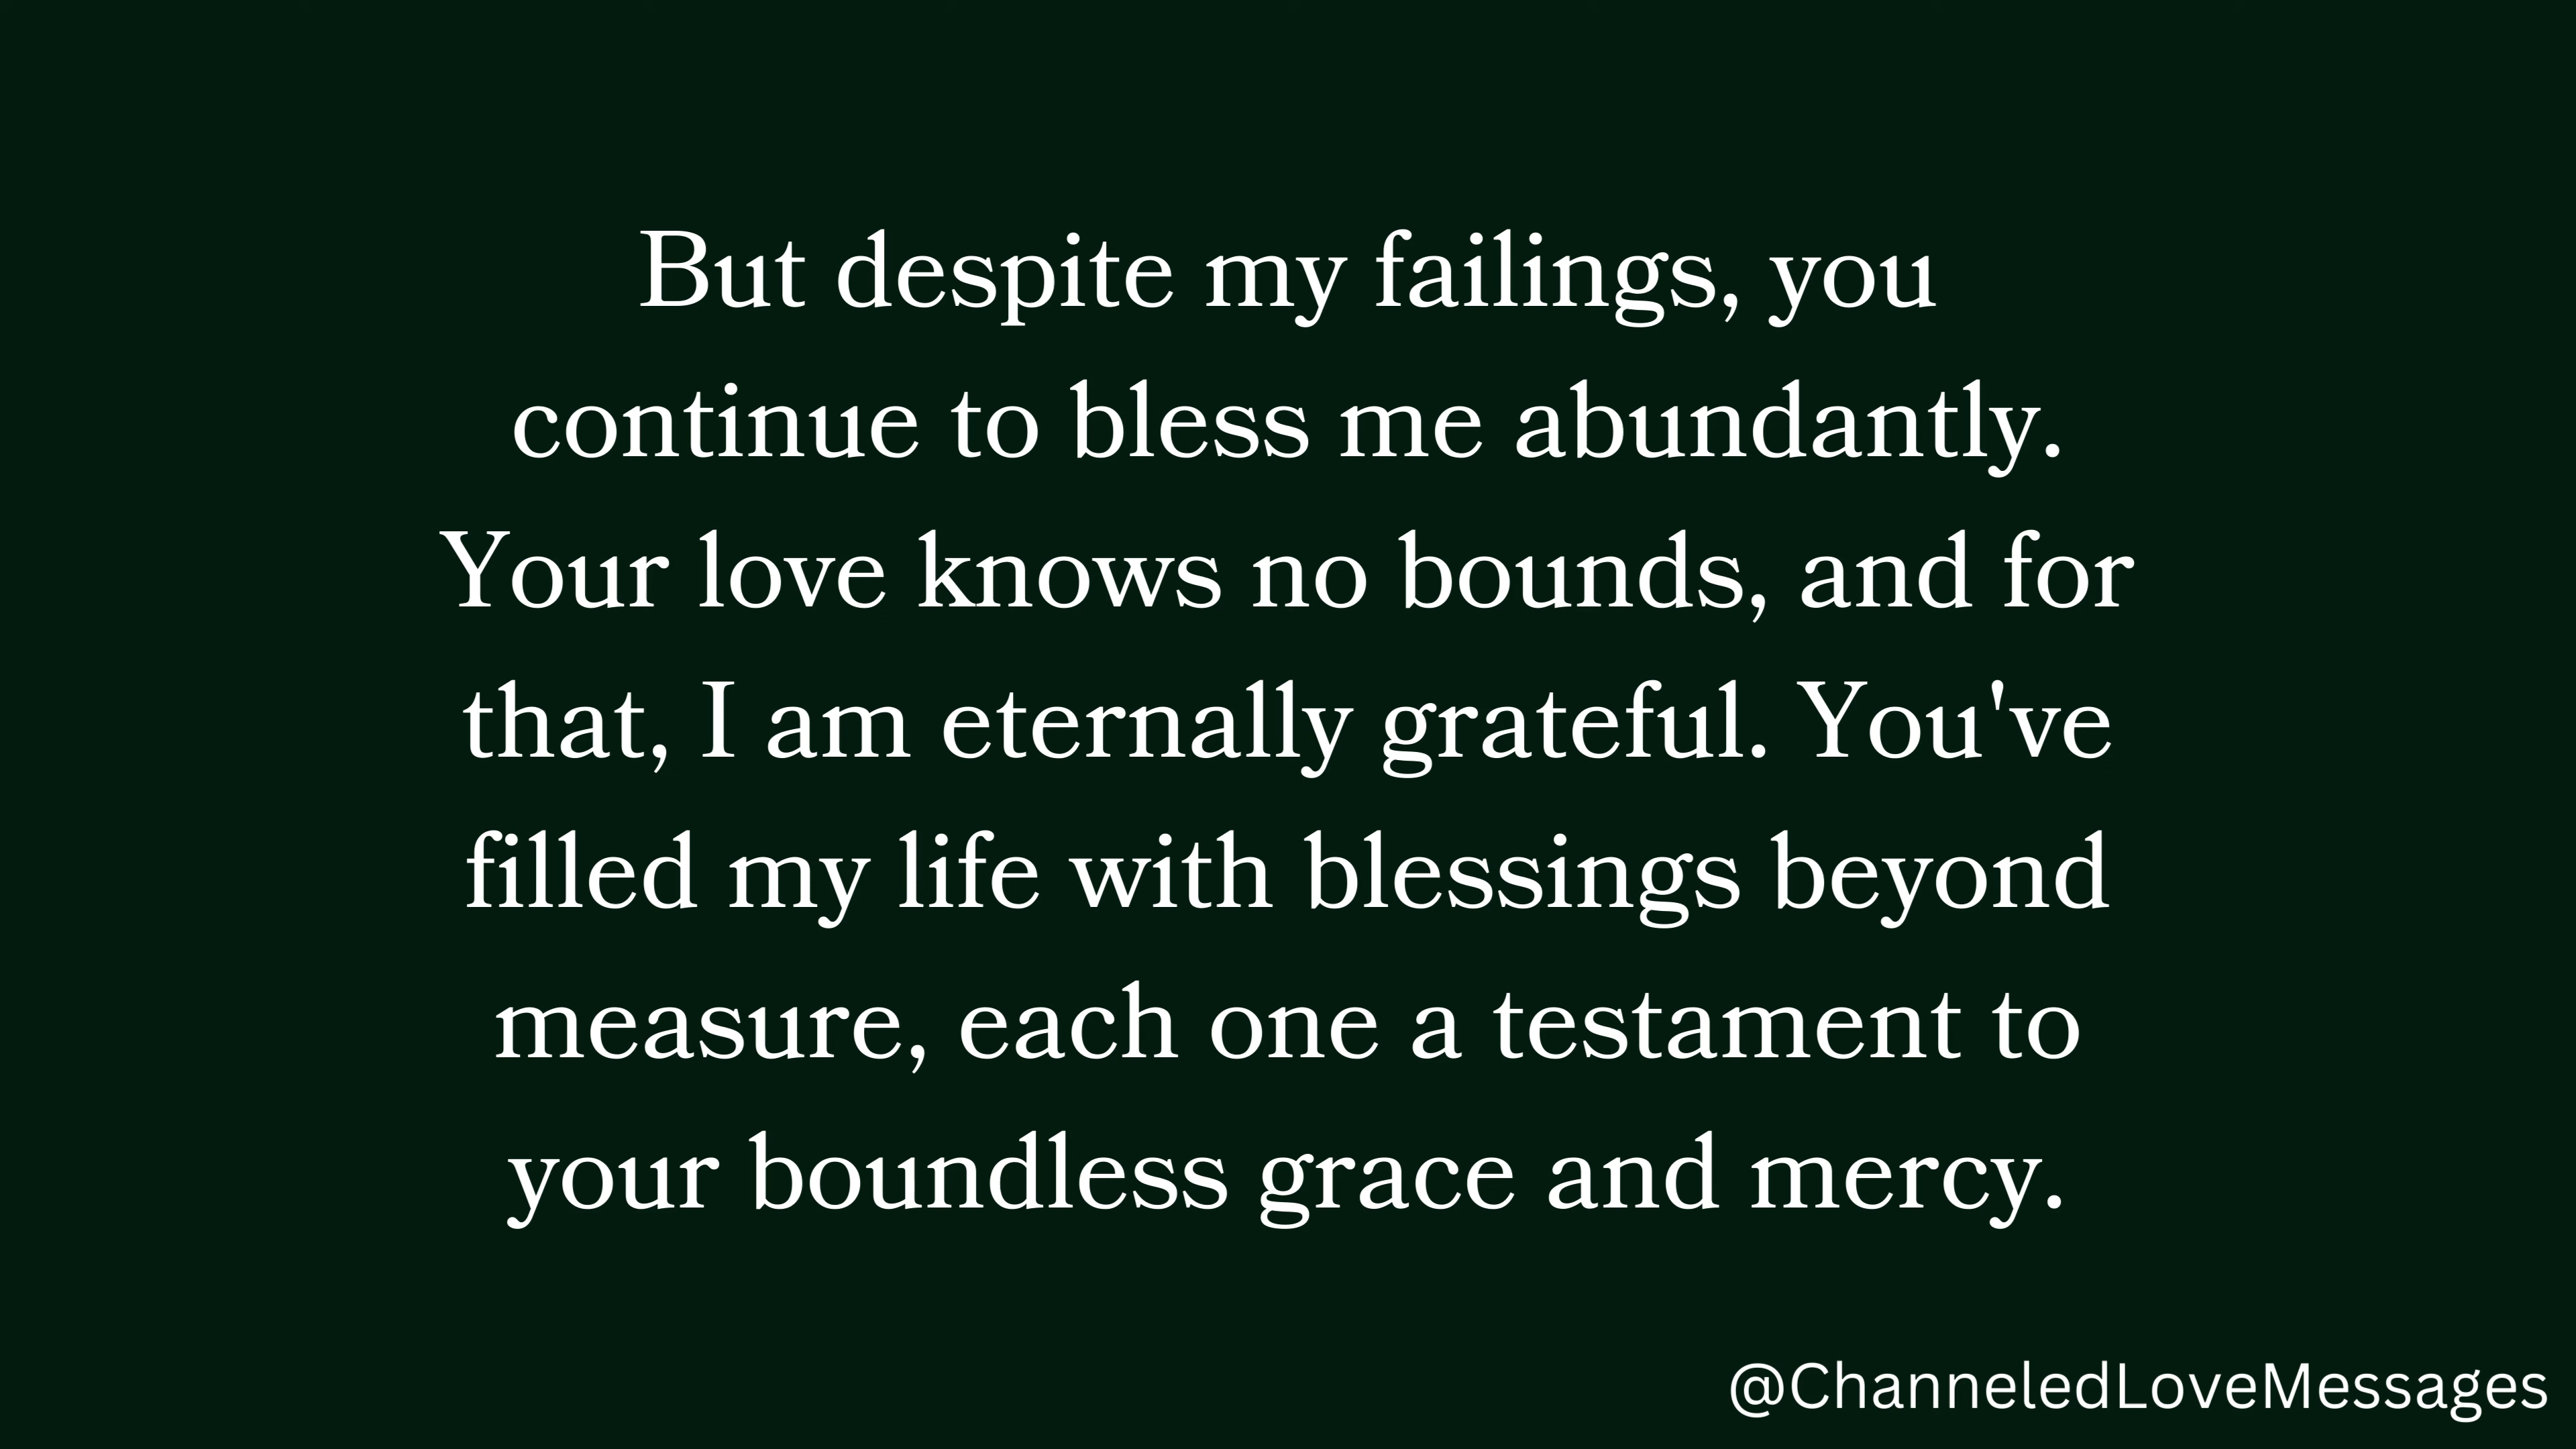 But despite my failings, you
continue to bless me abundantly.
Your love knows no bounds, and for
that, I am eternally grateful. You've
filled my life with blessings beyond
measure, each one a testament to
your boundless grace and mercy.
@ChanneledLoveMessages